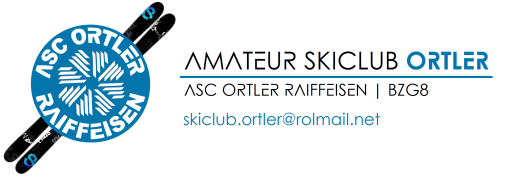 ASC ORTLER
RAIFFEISEN
AMATEUR SKICLUB ORTLER
ASC ORTLER RAIFFEISEN | BZG8
skiclub.ortler@rolmail.net